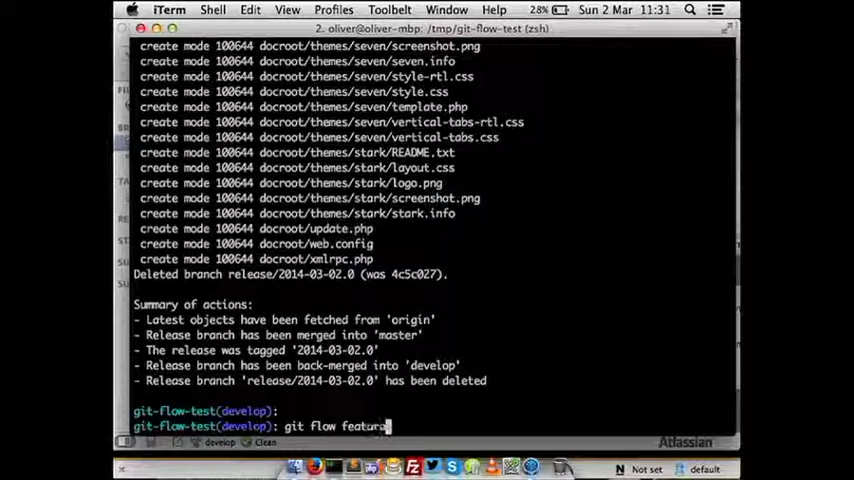 iTerm Shell Edit View Profiles Toolbelt Window Help 28% Sun 2 Mar 11:31
2. oliver@oliver-mbp: /tmp/git-flow-test (zsh)
create mode 100644 docroot/themes/seven/screenshot.png
create mode 100644 docroot/themes/seven/seven.info
create mode 100644 docroot/themes/seven/style-rtl.css
create mode 100644 docroot/themes/seven/style.css
create mode 100644 docroot/themes/seven/template.php
create mode 100644 docroot/themes/seven/vertical-tabs-rtl.css
create mode 100644 docroot/themes/seven/vertical-tabs.css
create mode 100644 docroot/themes/stark/README.txt
create mode 100644 docroot/themes/stark/layout.css
create mode 100644 docroot/themes/stark/logo.png
create mode 100644 docroot/themes/stark/screenshot.png
create mode 100644 docroot/themes/stark/stark.info
create mode 100644 docroot/update.php
create mode 100644 docroot/web.config
create mode 100644 docroot/xmlrpc.php
Deleted branch release/2014-03-02.0 (was 4c5c027).
Summary of actions:
- Latest objects have been fetched from 'origin'
- Release branch has been merged into 'master'
- The release was tagged '2014-03-02.0'
- Release branch has been back-merged into 'develop'
- Release branch 'release/2014-03-02.0' has been deleted
git-flow-test(develop):
git-flow-test(develop): git flow feature
develop Clean Atlassian
N Not set default